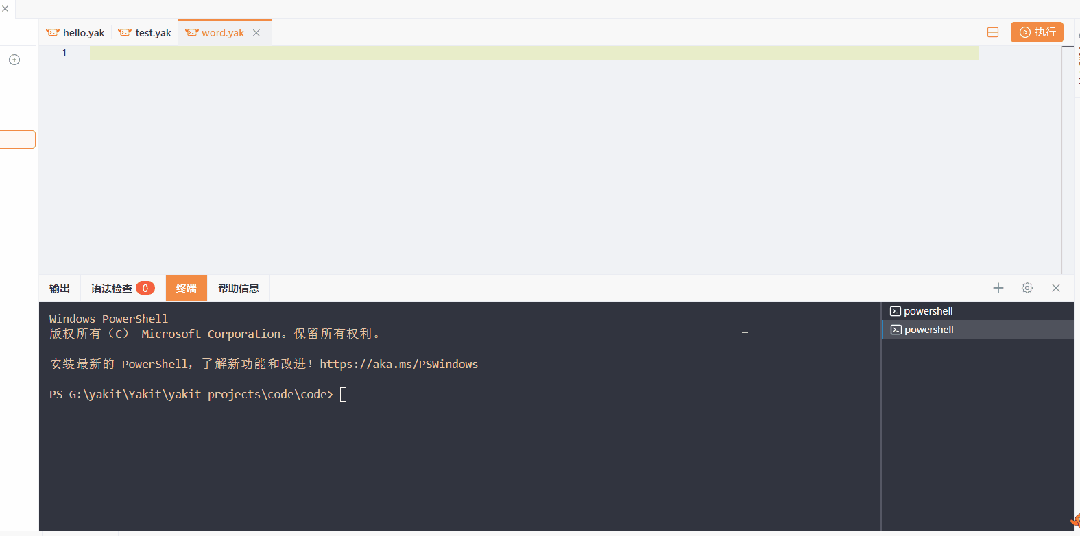 hello.yak test.yak word.yak
执行
1
输出 语法检查 0 终端 帮助信息
Windows PowerShell
版权所有 (C) Microsoft Corporation。保留所有权利。
安装最新的 PowerShell，了解新功能和改进！https://aka.ms/PSWindows
PS G:\yakit\Yakit\yakit projects\code\code>
powershell
powershell